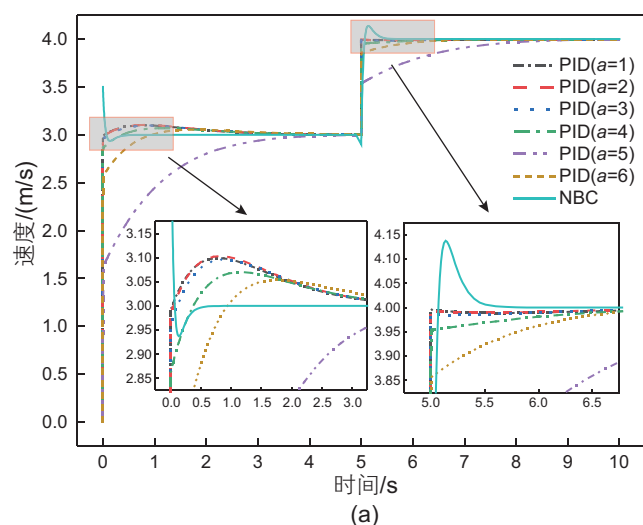 4.0
3.5
3.0
2.5
2.0
1.5
1.0
0.5
0.0
速度/(m/s)
PID(a=1)
PID(a=2)
PID(a=3)
PID(a=4)
PID(a=5)
PID(a=6)
NBC
3.20
3.15
3.10
3.05
3.00
2.95
2.90
2.85
0.0 0.5 1.0 1.5 2.0 2.5 3.0
4.15
4.10
4.05
4.00
3.95
3.90
3.85
5.0 5.5 6.0 6.5
0 1 2 3 4 5 6 7 8 9 10
时间/s
(a)